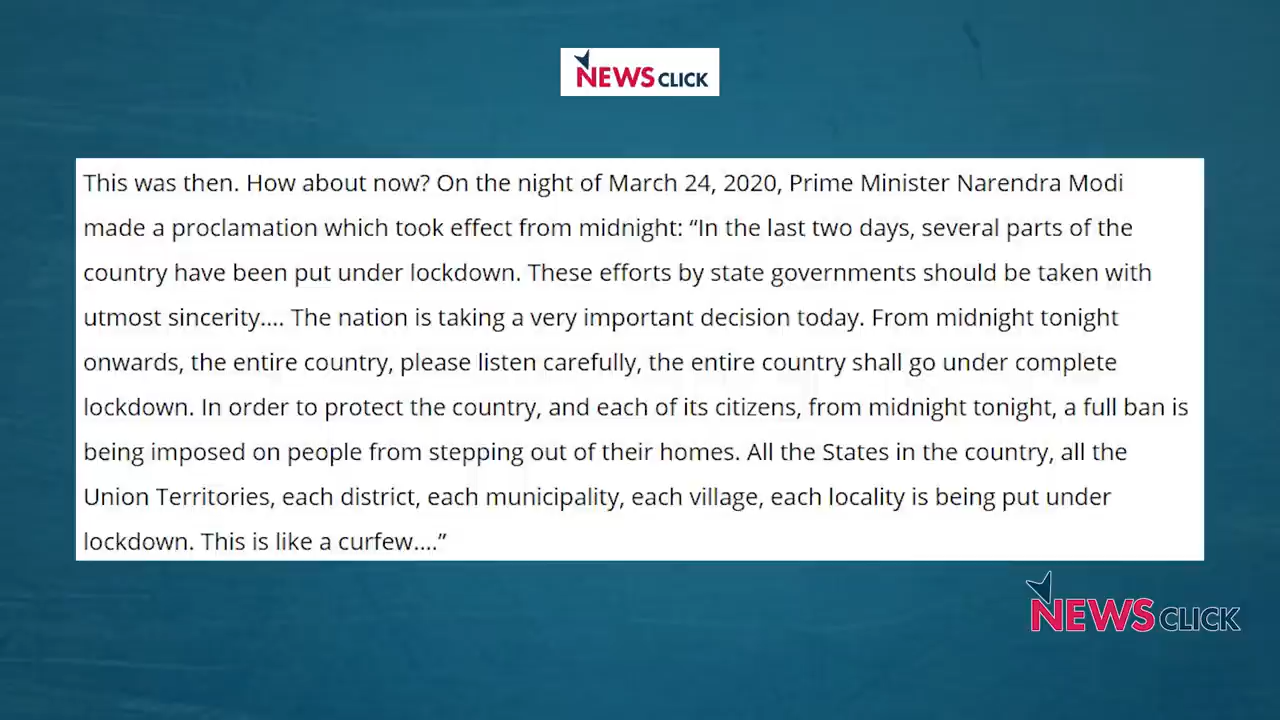 NEWS CLICK
This was then. How about now? On the night of March 24, 2020, Prime Minister Narendra Modi
made a proclamation which took effect from midnight: “In the last two days, several parts of the
country have been put under lockdown. These efforts by state governments should be taken with
utmost sincerity.... The nation is taking a very important decision today. From midnight tonight
onwards, the entire country, please listen carefully, the entire country shall go under complete
lockdown. In order to protect the country, and each of its citizens, from midnight tonight, a full ban is
being imposed on people from stepping out of their homes. All the States in the country, all the
Union Territories, each district, each municipality, each village, each locality is being put under
lockdown. This is like a curfew....”
NEWS CLICK